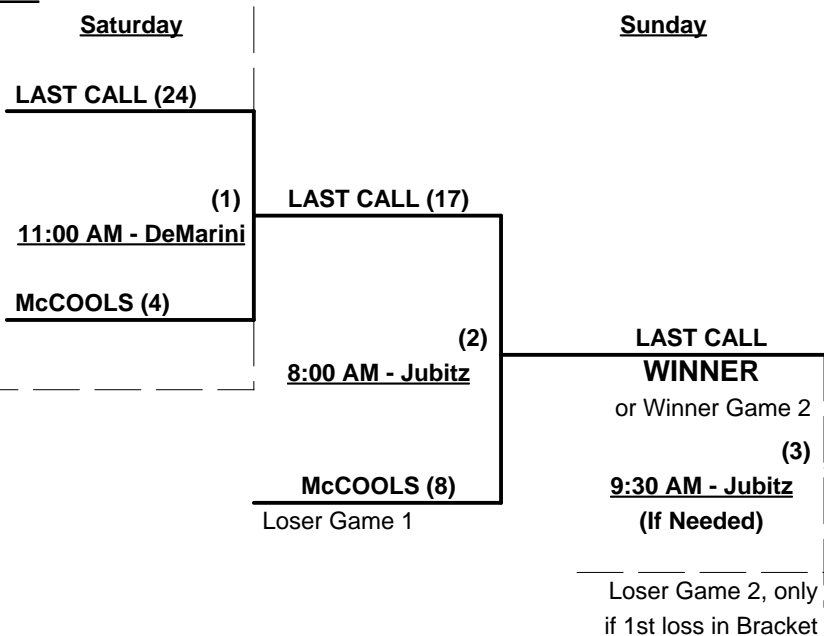 Saturday
Sunday
LAST CALL (24)
(1)
LAST CALL (17)
11:00 AM - DeMarini
McCOOLS (4)
(2)
LAST CALL
8:00 AM - Jubitz
WINNER
or Winner Game 2
(3)
McCOOLS (8)
9:30 AM - Jubitz
Loser Game 1
(If Needed)
Loser Game 2, only
if 1st loss in Bracket